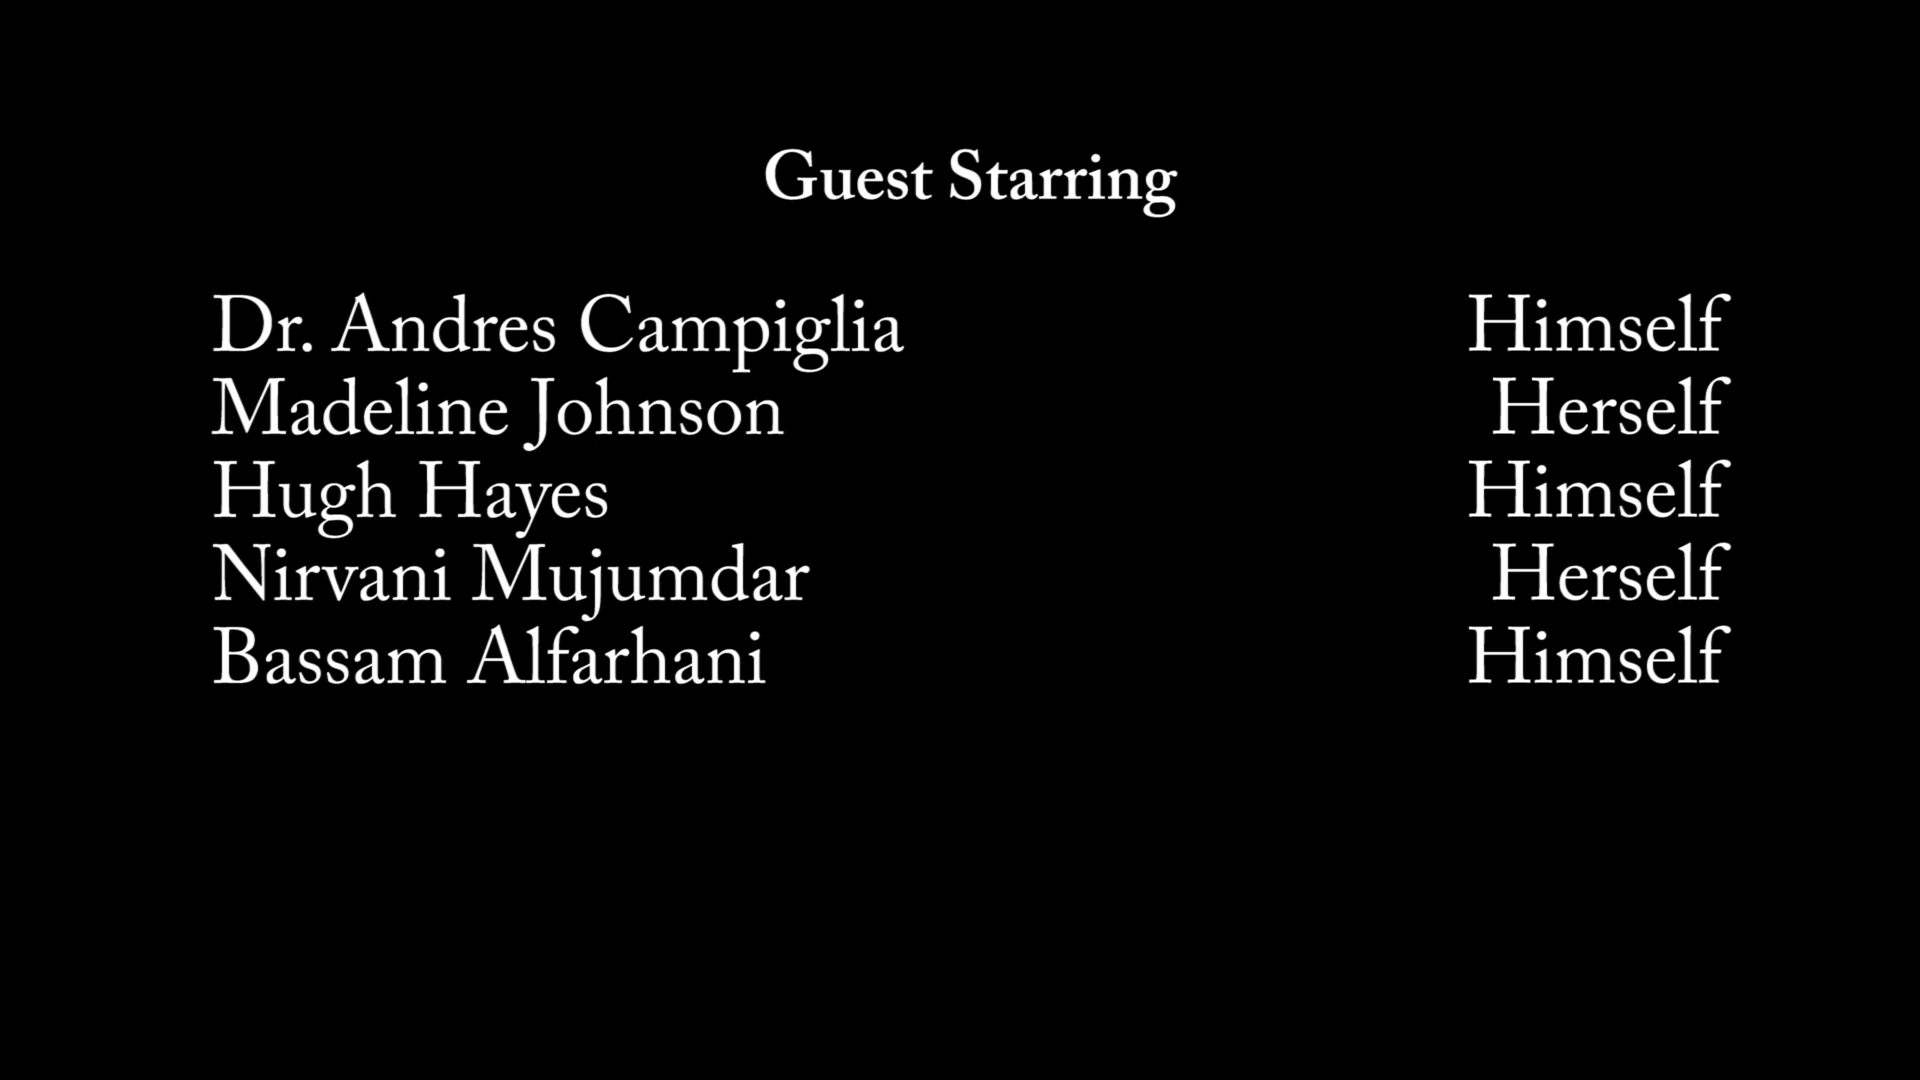 Guest Starring
Dr. Andres Campiglia Himself
Madeline Johnson Herself
Hugh Hayes Himself
Nirvani Mujumdar Herself
Bassam Alfarhani Himself